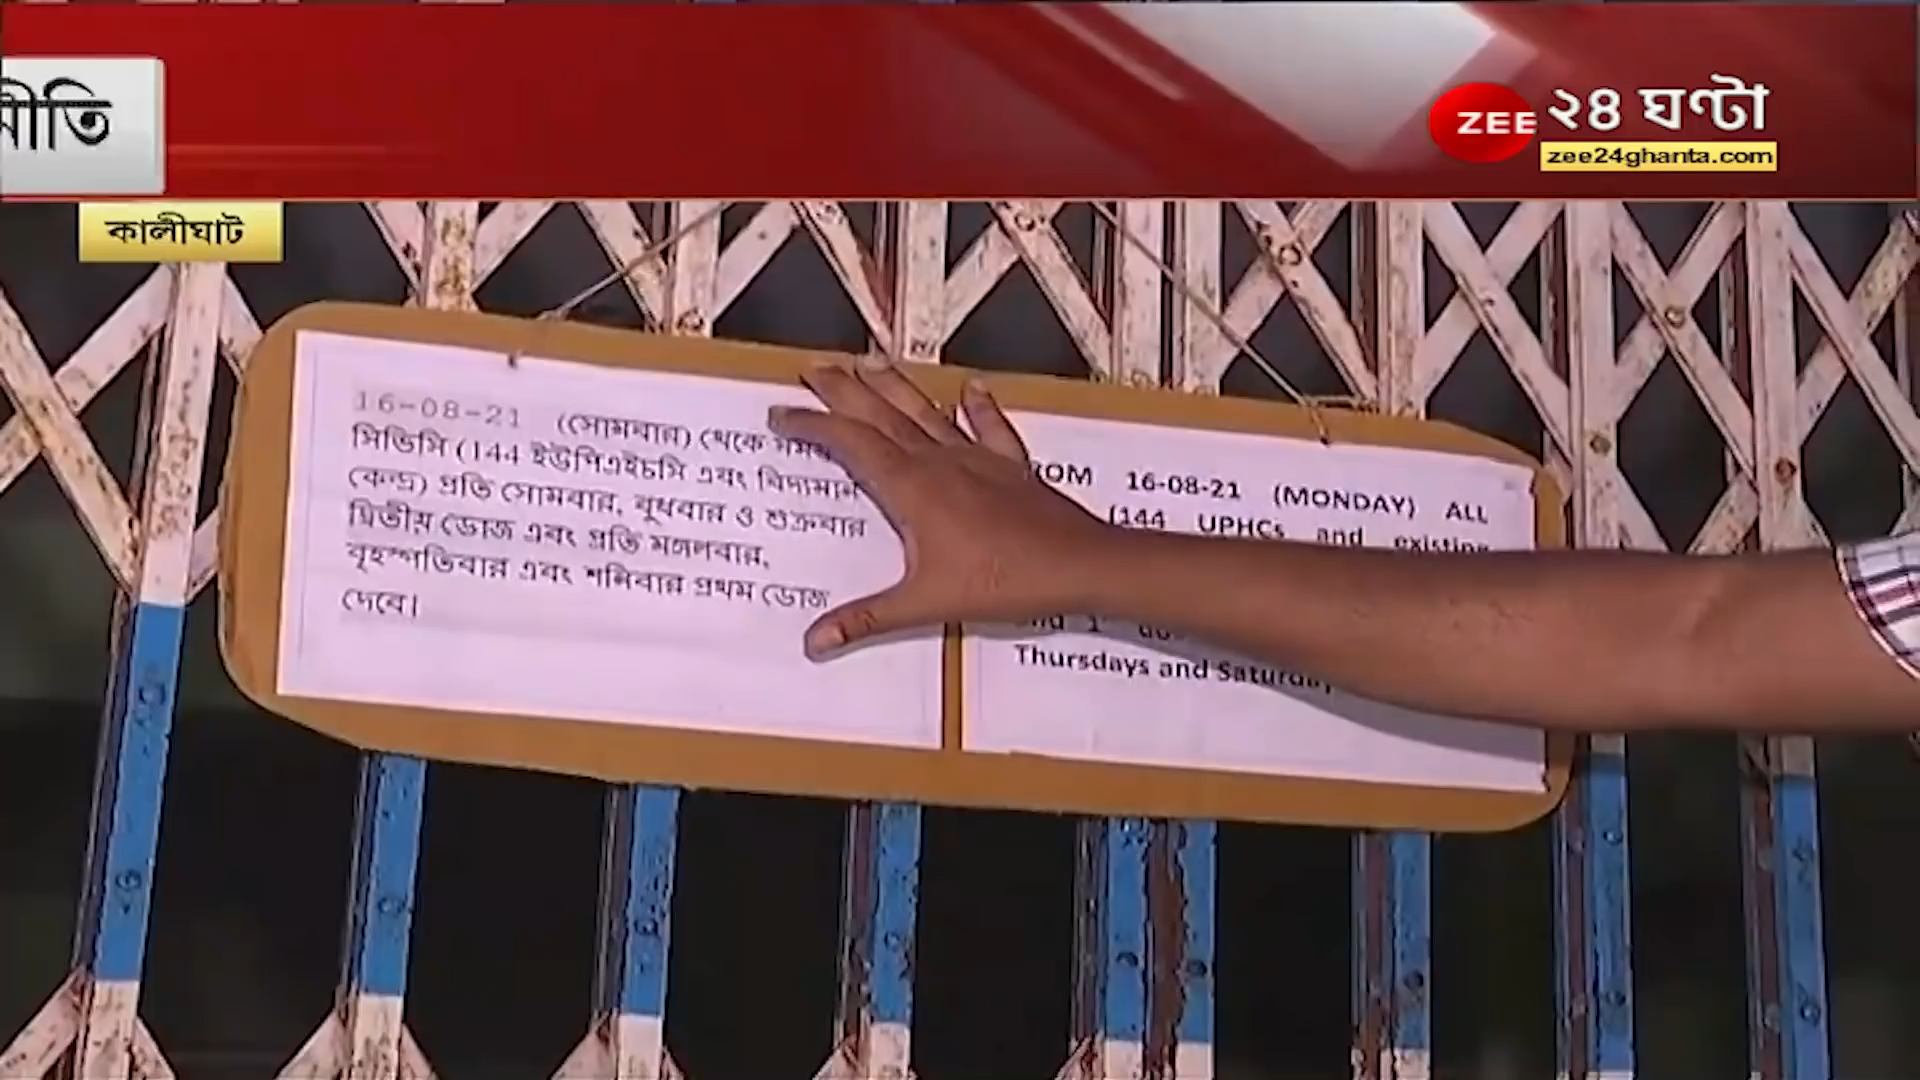 নীতি
ZEE ২৪ ঘণ্টা
zee24ghanta.com
কালীঘাট
16-08-21 (সোমবার) থেকে সমস্ত
সিভিসি (144 ইউপিএইচসি এবং বিদ্যমান
কেন্দ্র) প্রতি সোমবার, বুধবার ও শুক্রবার
দ্বিতীয় ডোজ এবং প্রতি মঙ্গলবার,
বৃহস্পতিবার এবং শনিবার প্রথম ডোজ
দেবে।
16-08-21 (MONDAY) ALL
(144 UPHCs and existing
1
Thursdays and Saturday